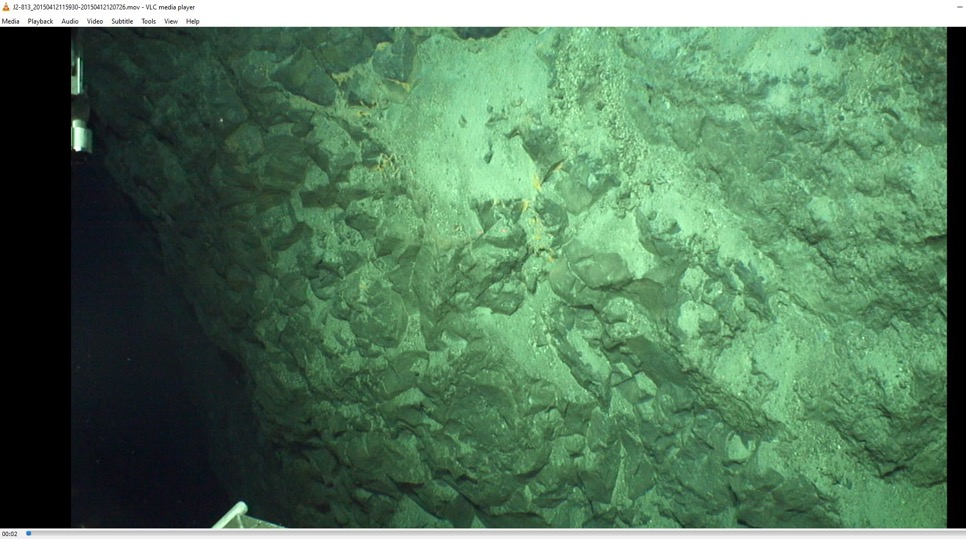 J2-813_20150412115930-20150412120726.mov - VLC media player
Media Playback Audio Video Subtitle Tools View Help
00:02